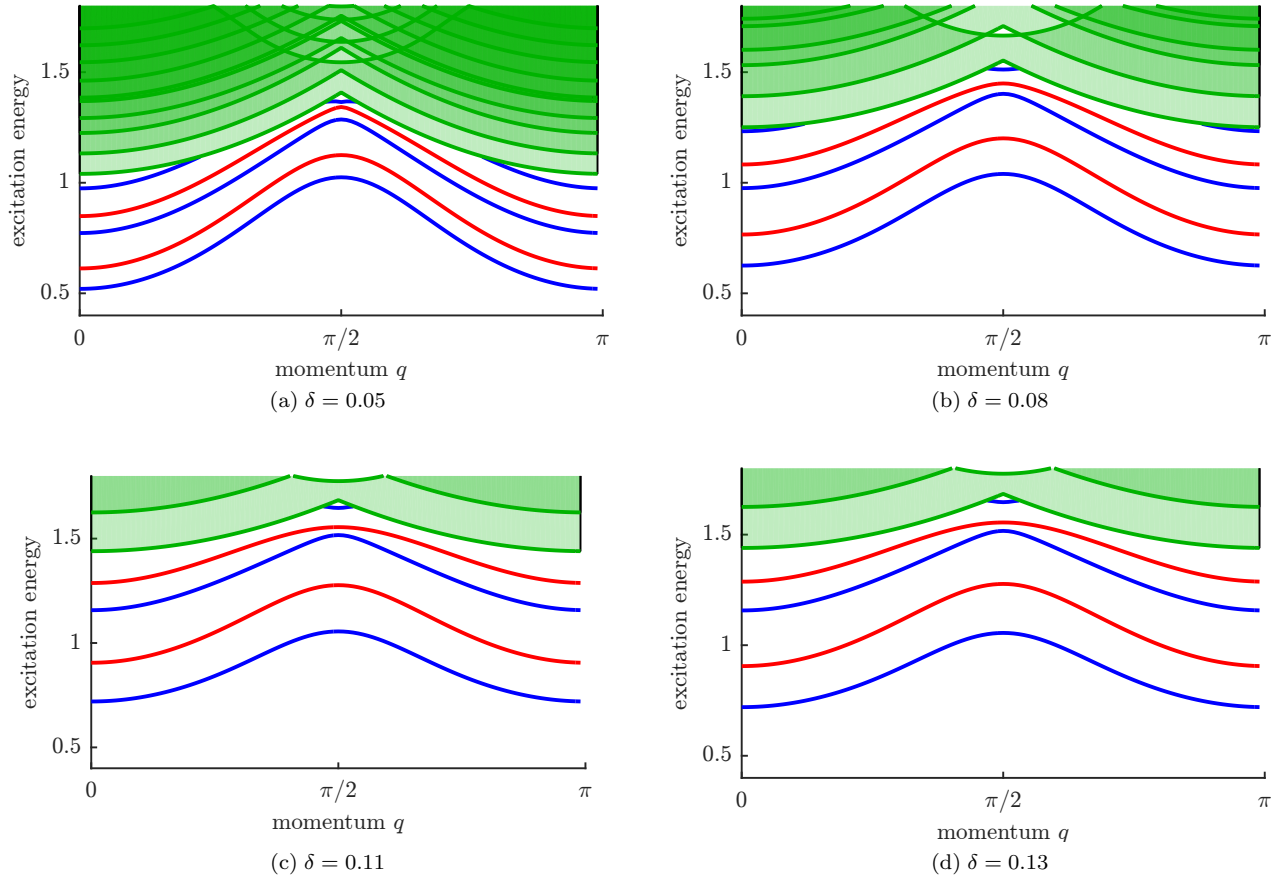 1.5
1
0.5
excitation energy
0
π/2
π
momentum q
(a) δ = 0.05
1.5
1
0.5
excitation energy
0
π/2
π
momentum q
(b) δ = 0.08
1.5
1
0.5
excitation energy
0
π/2
π
momentum q
(c) δ = 0.11
1.5
1
0.5
excitation energy
0
π/2
π
momentum q
(d) δ = 0.13